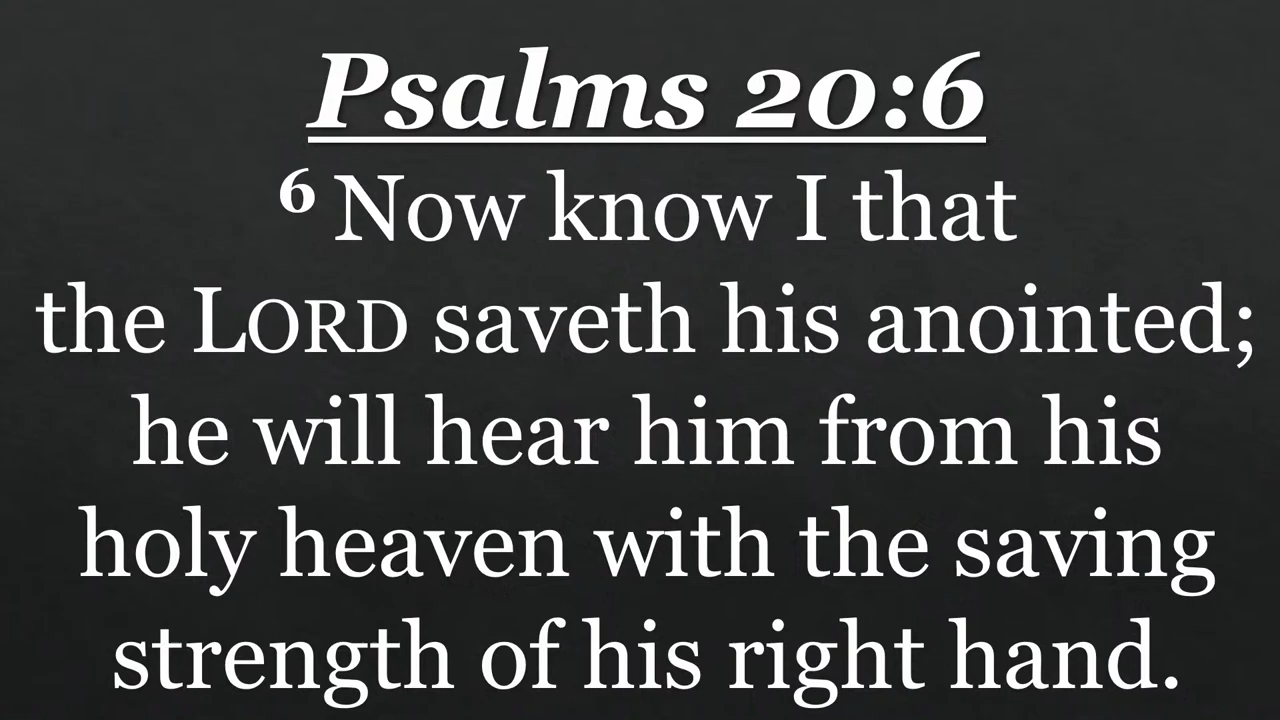 Psalms 20:6
6 Now know I that
the LORD saveth his anointed;
he will hear him from his
holy heaven with the saving
strength of his right hand.